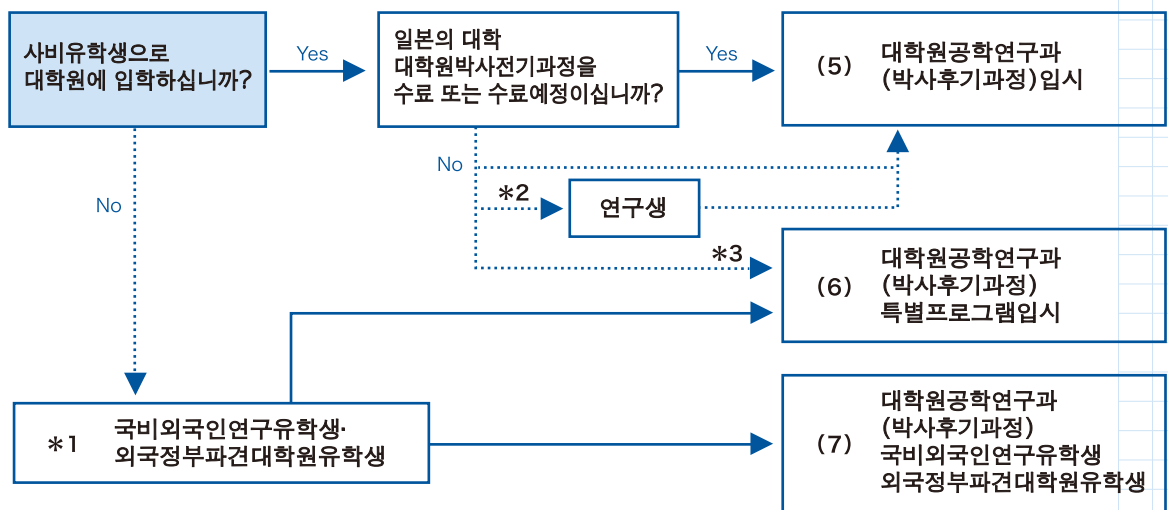 사비유학생으로
대학원에 입학하십니까?
Yes
일본의 대학
대학원박사전기과정을
수료 또는 수료예정이십니까?
Yes
(5) 대학원공학연구과
(박사후기과정)입시
No
No
*2
연구생
*3
(6) 대학원공학연구과
(박사후기과정)
특별프로그램입시
*1 국비외국인연구유학생·
외국정부파견대학원유학생
(7) 대학원공학연구과
(박사후기과정)
국비외국인연구유학생
외국정부파견대학원유학생